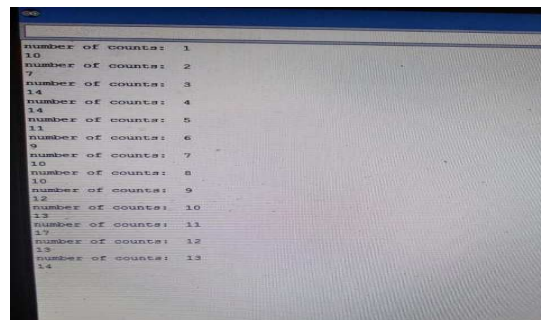 number of counts: 1
10
number of counts: 2
7
number of counts: 3
14
number of counts: 4
14
number of counts: 5
11
number of counts: 6
9
number of counts: 7
10
number of counts: 8
10
number of counts: 9
12
number of counts: 10
13
number of counts: 11
17
number of counts: 12
13
number of counts: 13
14